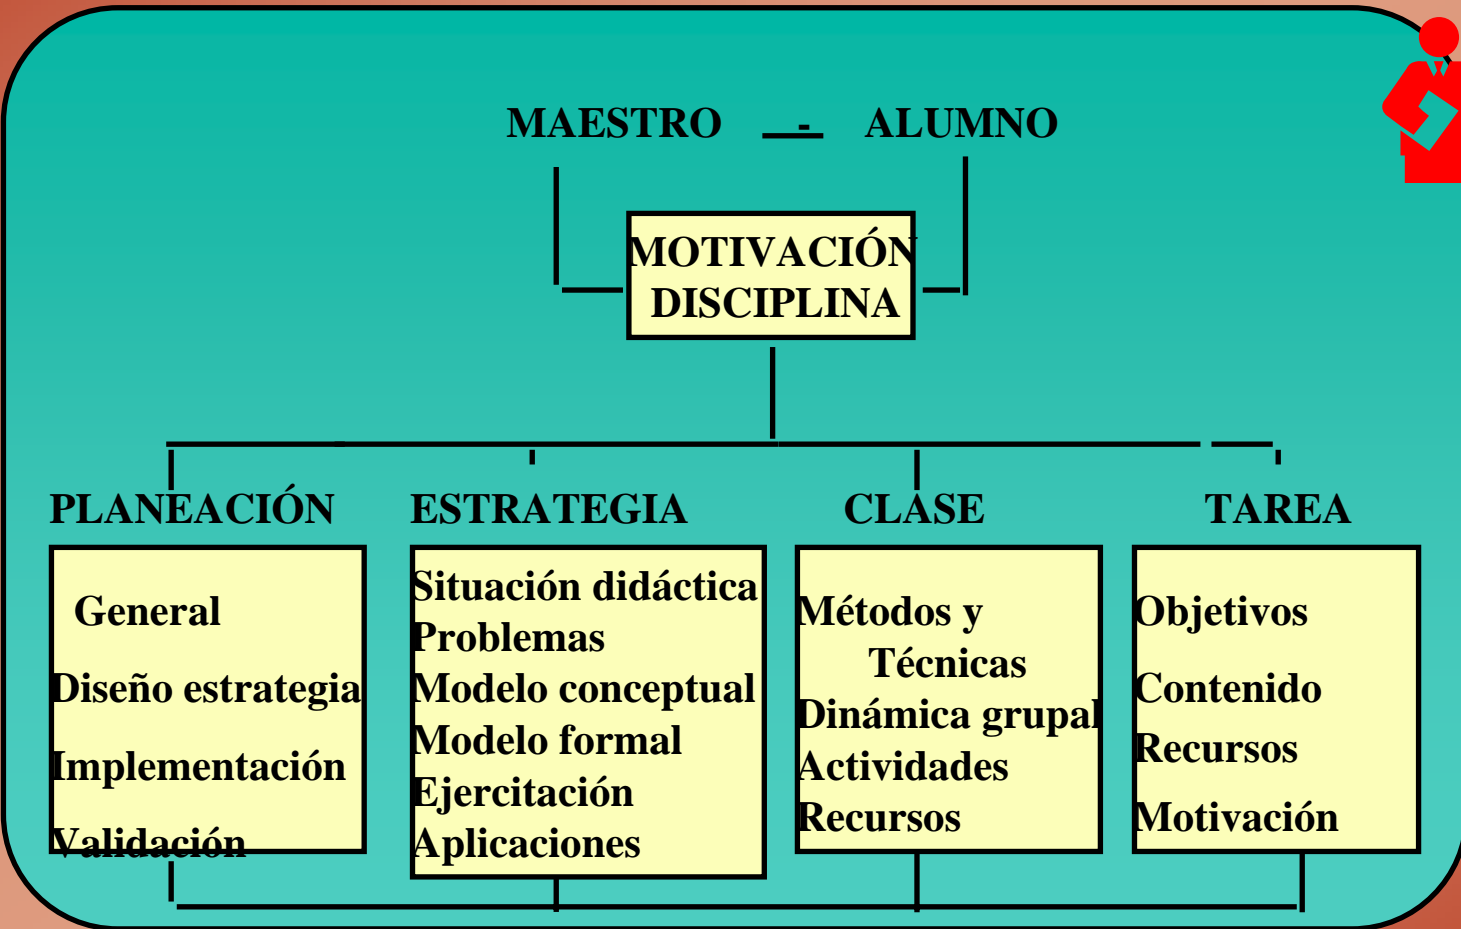 MAESTRO - ALUMNO
MOTIVACIÓN
DISCIPLINA
PLANEACIÓN
General
Diseño estrategia
Implementación
Validación
ESTRATEGIA
Situación didáctica
Problemas
Modelo conceptual
Modelo formal
Ejercitación
Aplicaciones
CLASE
Métodos y
Técnicas
Dinámica grupal
Actividades
Recursos
TAREA
Objetivos
Contenido
Recursos
Motivación